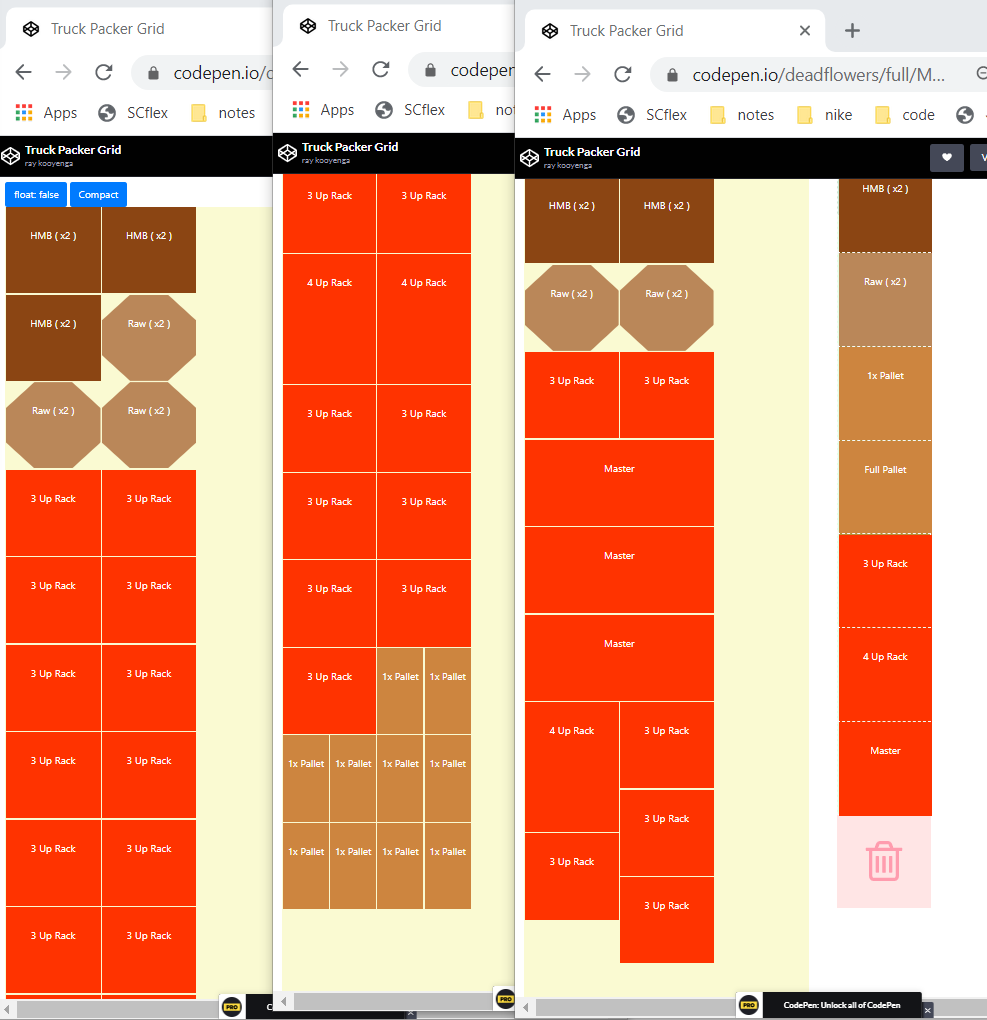 Truck Packer Grid
codepen.io/d
Apps SCflex notes
Truck Packer Grid
ray kooyenga
float: false Compact
HMB ( x2 ) HMB ( x2 )
HMB ( x2 ) Raw ( x2 )
Raw ( x2 ) Raw ( x2 )
3 Up Rack 3 Up Rack
3 Up Rack 3 Up Rack
3 Up Rack 3 Up Rack
3 Up Rack 3 Up Rack
3 Up Rack 3 Up Rack
3 Up Rack 3 Up Rack
PRO C
Truck Packer Grid
codepen
Apps SCflex not
Truck Packer Grid
ray kooyenga
3 Up Rack 3 Up Rack
4 Up Rack 4 Up Rack
3 Up Rack 3 Up Rack
3 Up Rack 3 Up Rack
3 Up Rack 3 Up Rack
3 Up Rack 1x Pallet 1x Pallet
1x Pallet 1x Pallet 1x Pallet 1x Pallet
1x Pallet 1x Pallet 1x Pallet 1x Pallet
PRO
Truck Packer Grid
codepen.io/deadflowers/full/M...
Apps SCflex notes nike code
Truck Packer Grid
ray kooyenga
V
HMB ( x2 ) HMB ( x2 )
Raw ( x2 ) Raw ( x2 )
3 Up Rack 3 Up Rack
Master
Master
Master
4 Up Rack 3 Up Rack
3 Up Rack
3 Up Rack
3 Up Rack
HMB ( x2 )
Raw ( x2 )
1x Pallet
Full Pallet
3 Up Rack
4 Up Rack
Master
PRO CodePen: Unlock all of CodePen